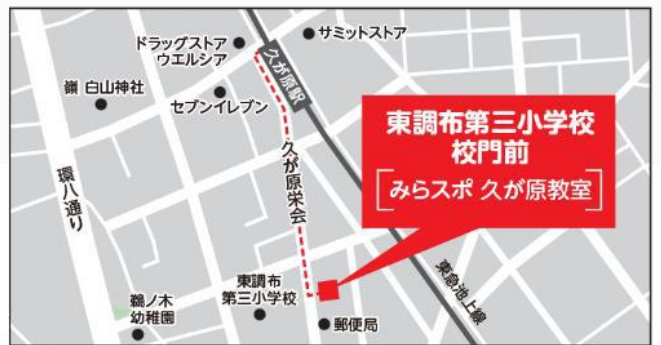 ドラッグストア
ウエルシア
サミットストア
久が原駅
嶺 白山神社
セブンイレブン
東調布第三小学校
校門前
[みらスポ 久が原教室]
久が原栄会
環八通り
東急池上線
東調布
第三小学校
鵜ノ木
幼稚園
郵便局